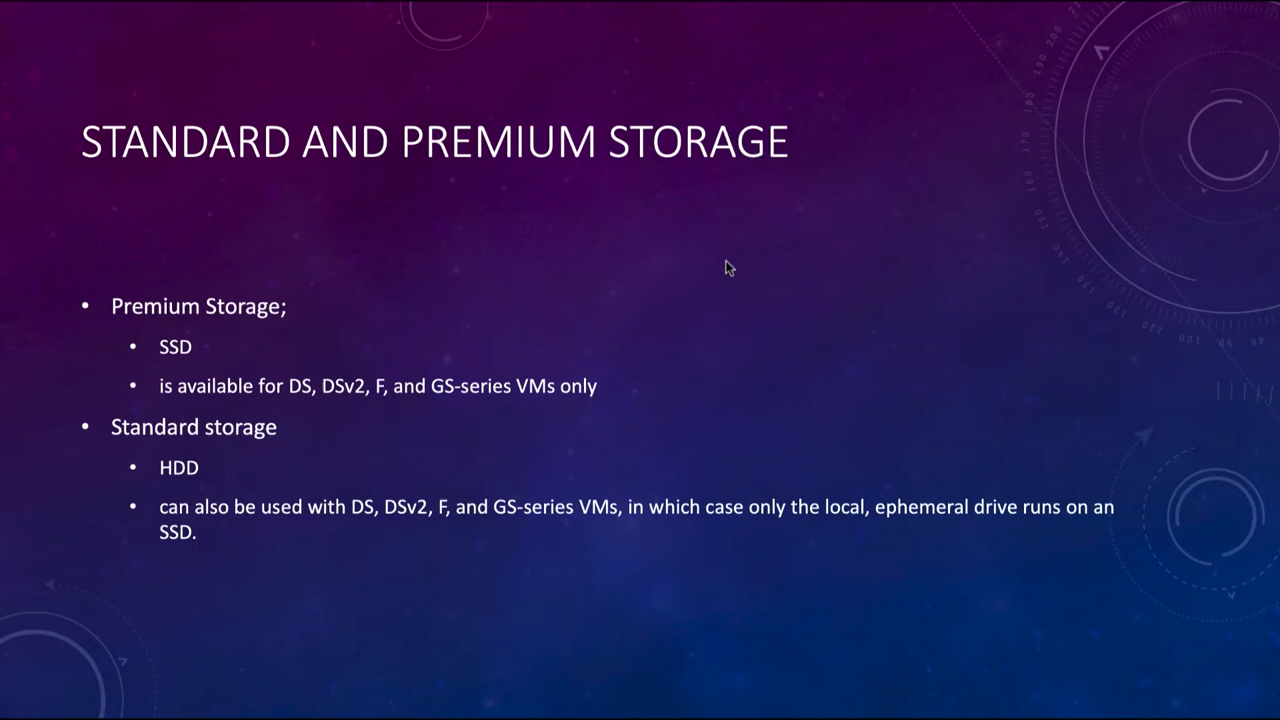 STANDARD AND PREMIUM STORAGE
• Premium Storage;
• SSD
• is available for DS, DSv2, F, and GS-series VMs only
• Standard storage
• HDD
• can also be used with DS, DSv2, F, and GS-series VMs, in which case only the local, ephemeral drive runs on an
SSD.